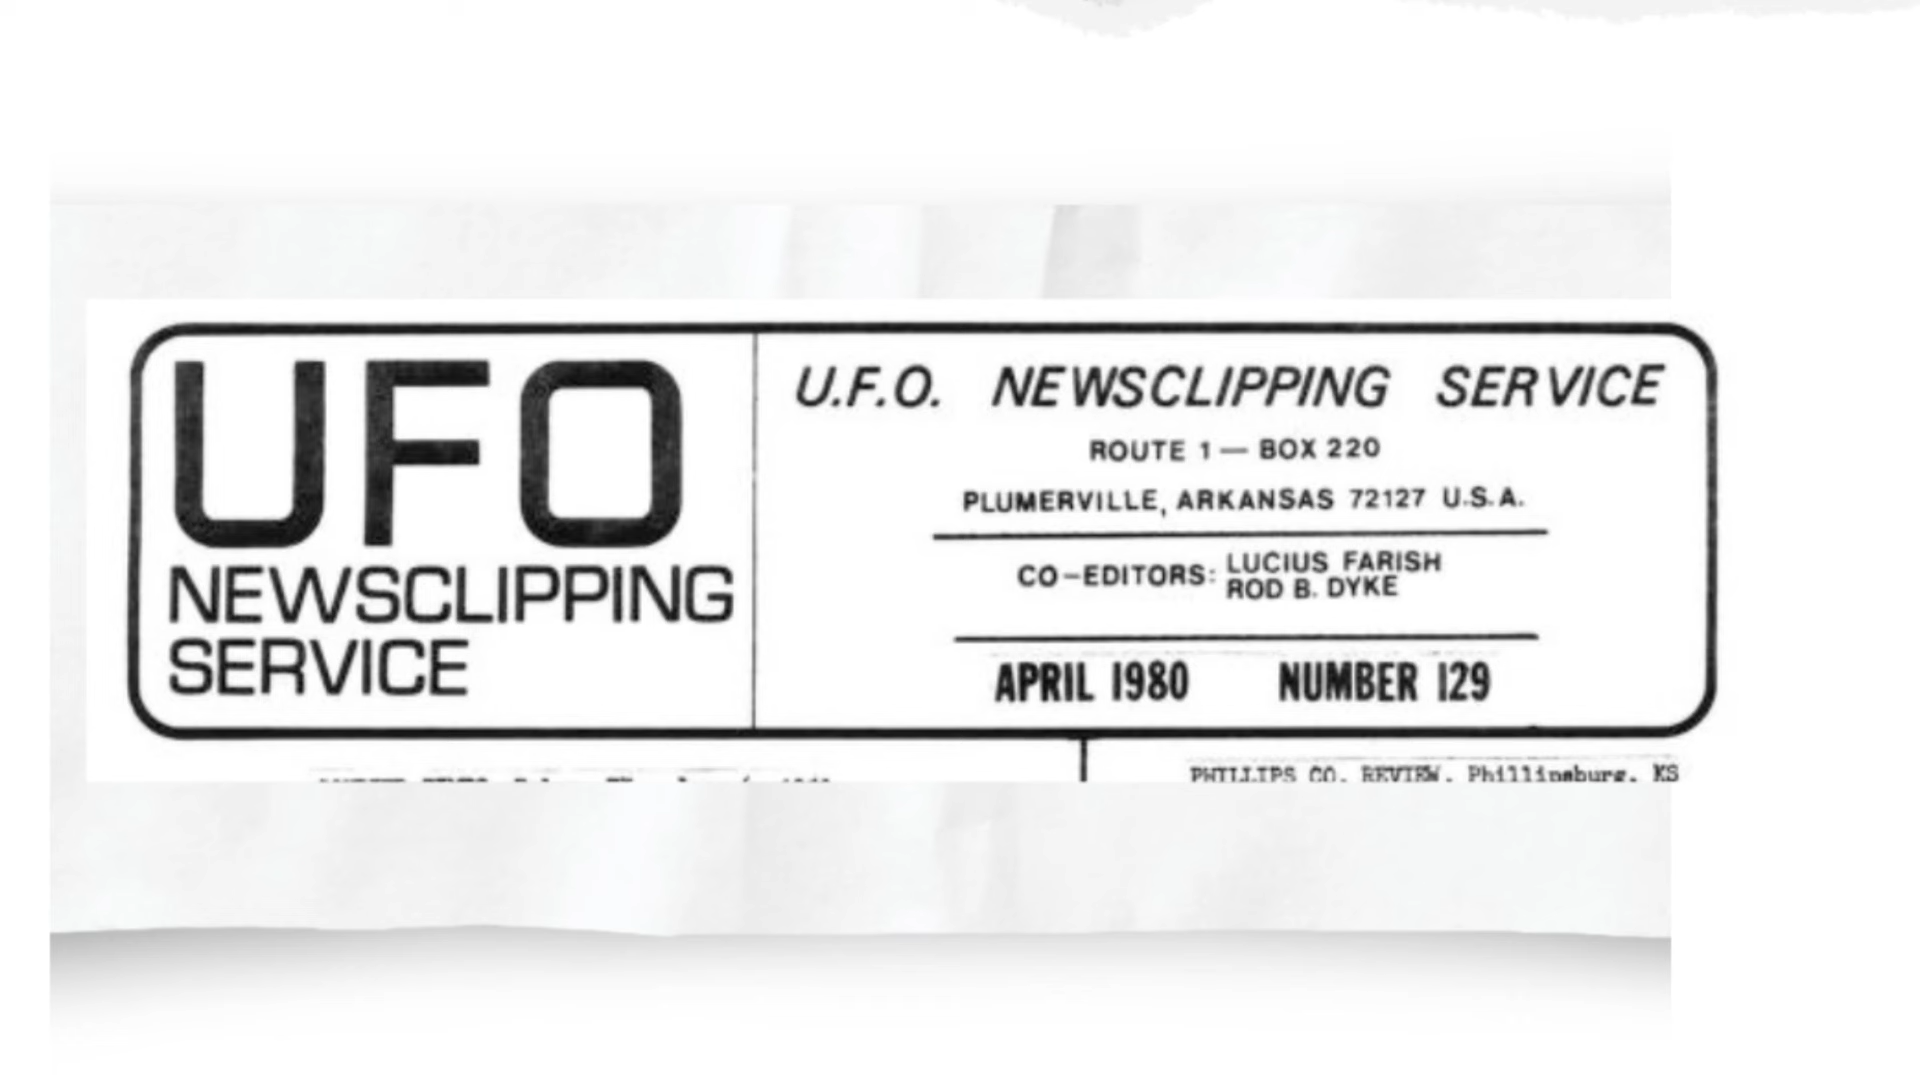 UFO
NEWSCLIPPING
SERVICE
U.F.O. NEWSCLIPPING SERVICE
ROUTE 1 — BOX 220
PLUMERVILLE, ARKANSAS 72127 U.S.A.
CO-EDITORS: LUCIUS FARISH
ROD B. DYKE
APRIL 1980 NUMBER 129
PHILLIPS CO. REVIEW, Phillipsburg, KS